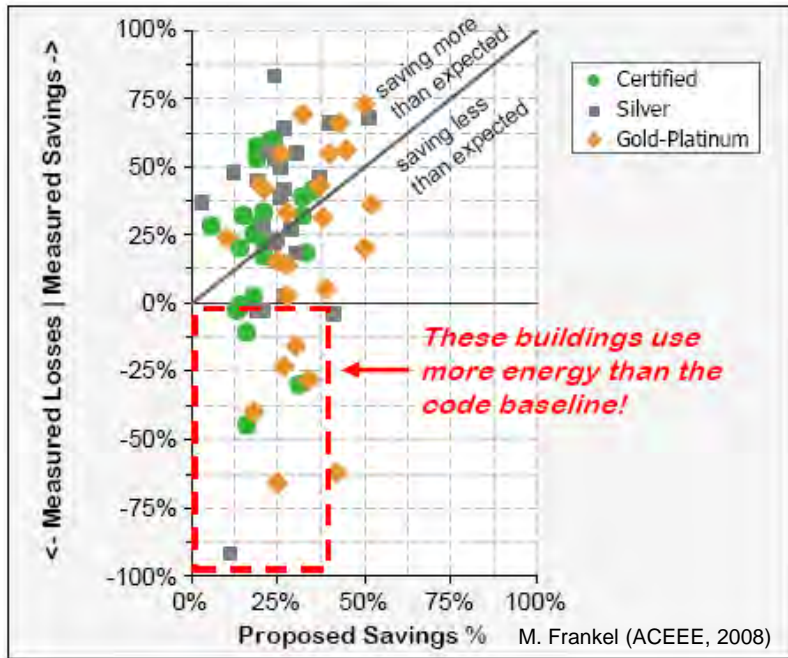 100%
75%
50%
25%
0%
-25%
-50%
-75%
-100%
<- Measured Losses | Measured Savings ->
saving more
than expected
saving less
than expected
Certified
Silver
Gold-Platinum
These buildings use
more energy than the
code baseline!
0% 25% 50% 75% 100%
Proposed Savings %
M. Frankel (ACEEE, 2008)